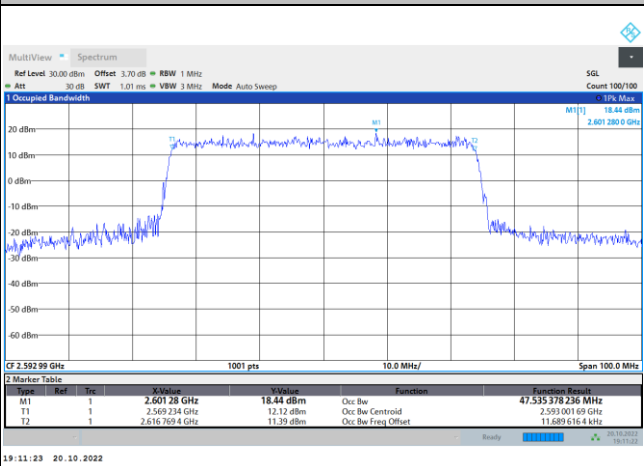 MultiView Spectrum
Ref Level 30.00 dBm Offset 3.70 dB RBW 1 MHz SGL
Att 30 dB SWT 1.01 ms VBW 3 MHz Mode Auto Sweep Count 100/100
1 Occupied Bandwidth 1Pk Max
M1[1] 18.44 dBm
2.601 280 0 GHz
M1
T1 T2
20 dBm
10 dBm
0 dBm
-10 dBm
-20 dBm
-30 dBm
-40 dBm
-50 dBm
-60 dBm
CF 2.592 99 GHz 1001 pts 10.0 MHz/ Span 100.0 MHz
2 Marker Table
Type Ref Trc X-Value Y-Value Function Function Result
M1 1 2.601 28 GHz 18.44 dBm Occ Bw 47.535 378 236 MHz
T1 1 2.569 234 GHz 12.12 dBm Occ Bw Centroid 2.593 001 69 GHz
T2 1 2.616 769 4 GHz 11.39 dBm Occ Bw Freq Offset 11.689 616 4 kHz
Ready 20.10.2022
19:11:22
19:11:23 20.10.2022